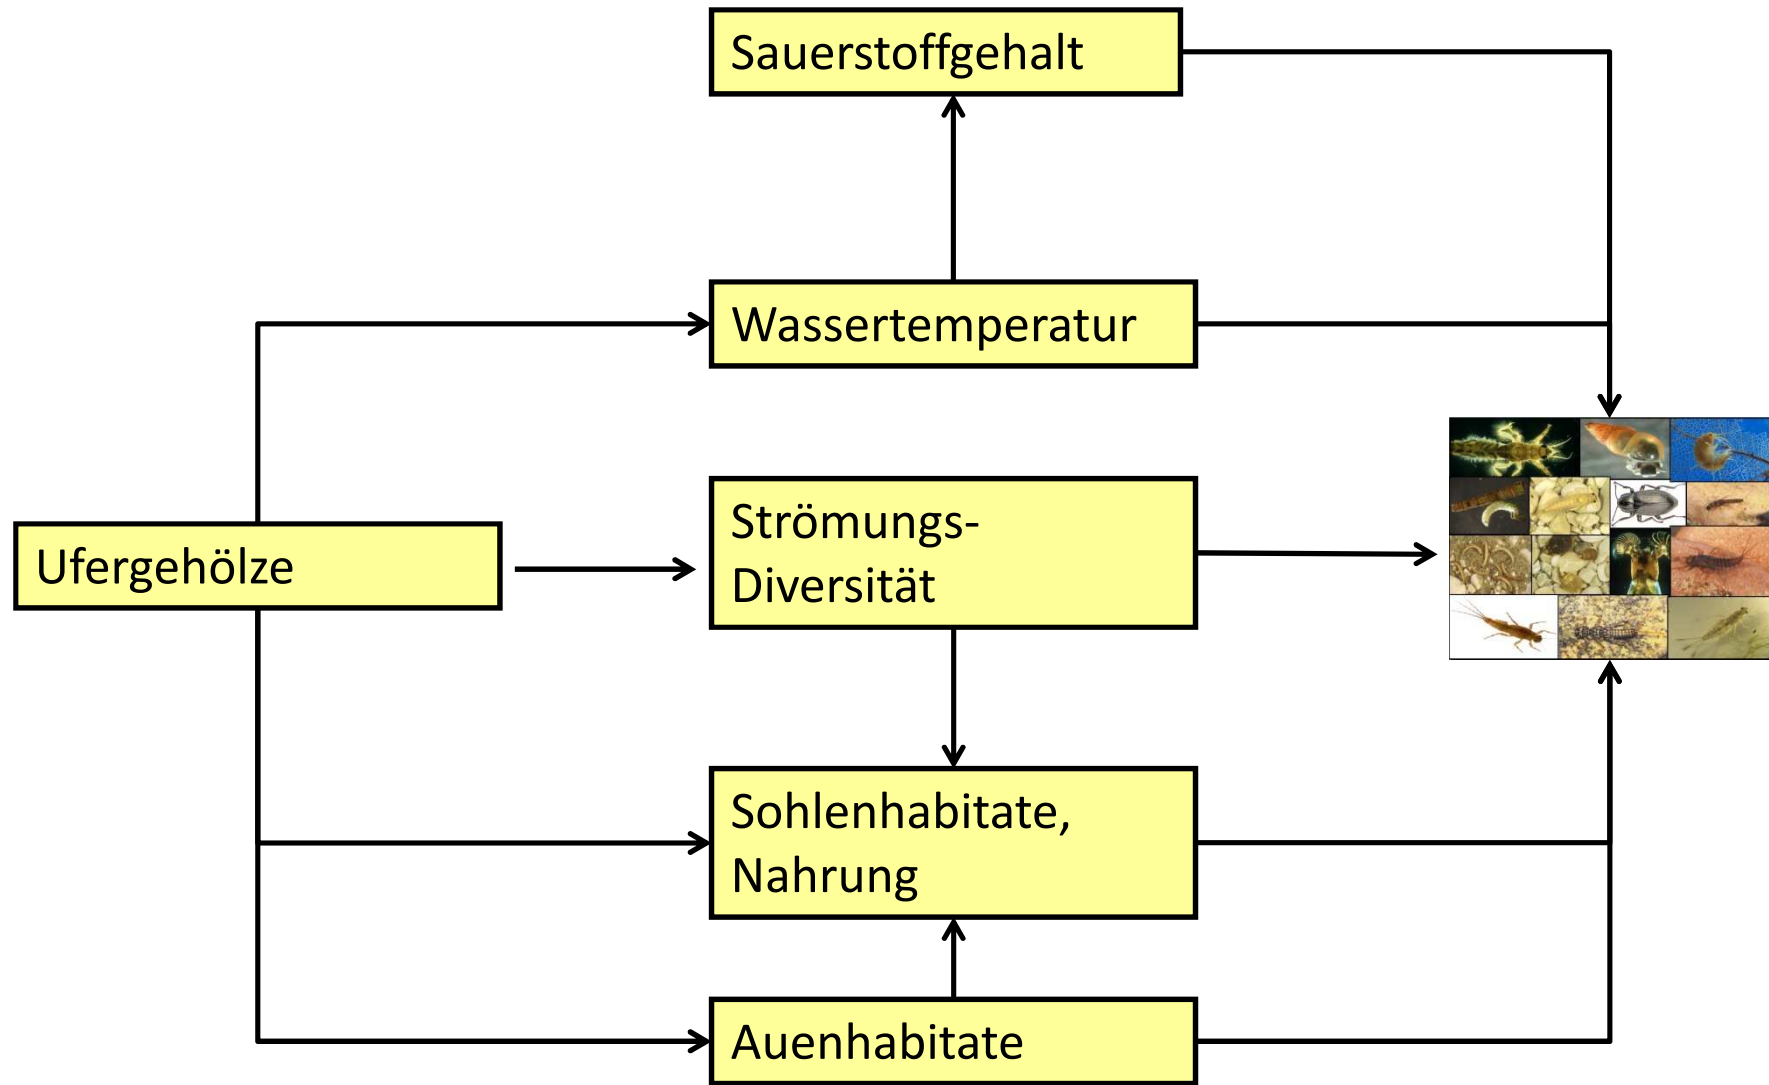 Sauerstoffgehalt
Wassertemperatur
Strömungs-
Diversität
Ufergehölze
Sohlenhabitate,
Nahrung
Auenhabitate